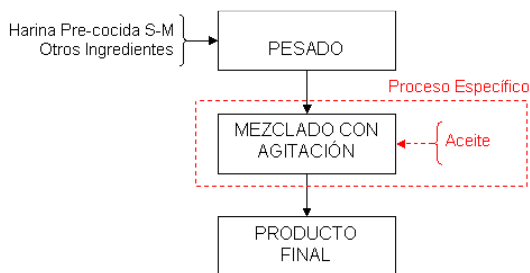 Harina Pre-cocida S-M
Otros Ingredientes
PESADO
Proceso Específico
MEZCLADO CON
AGITACIÓN
Aceite
PRODUCTO
FINAL